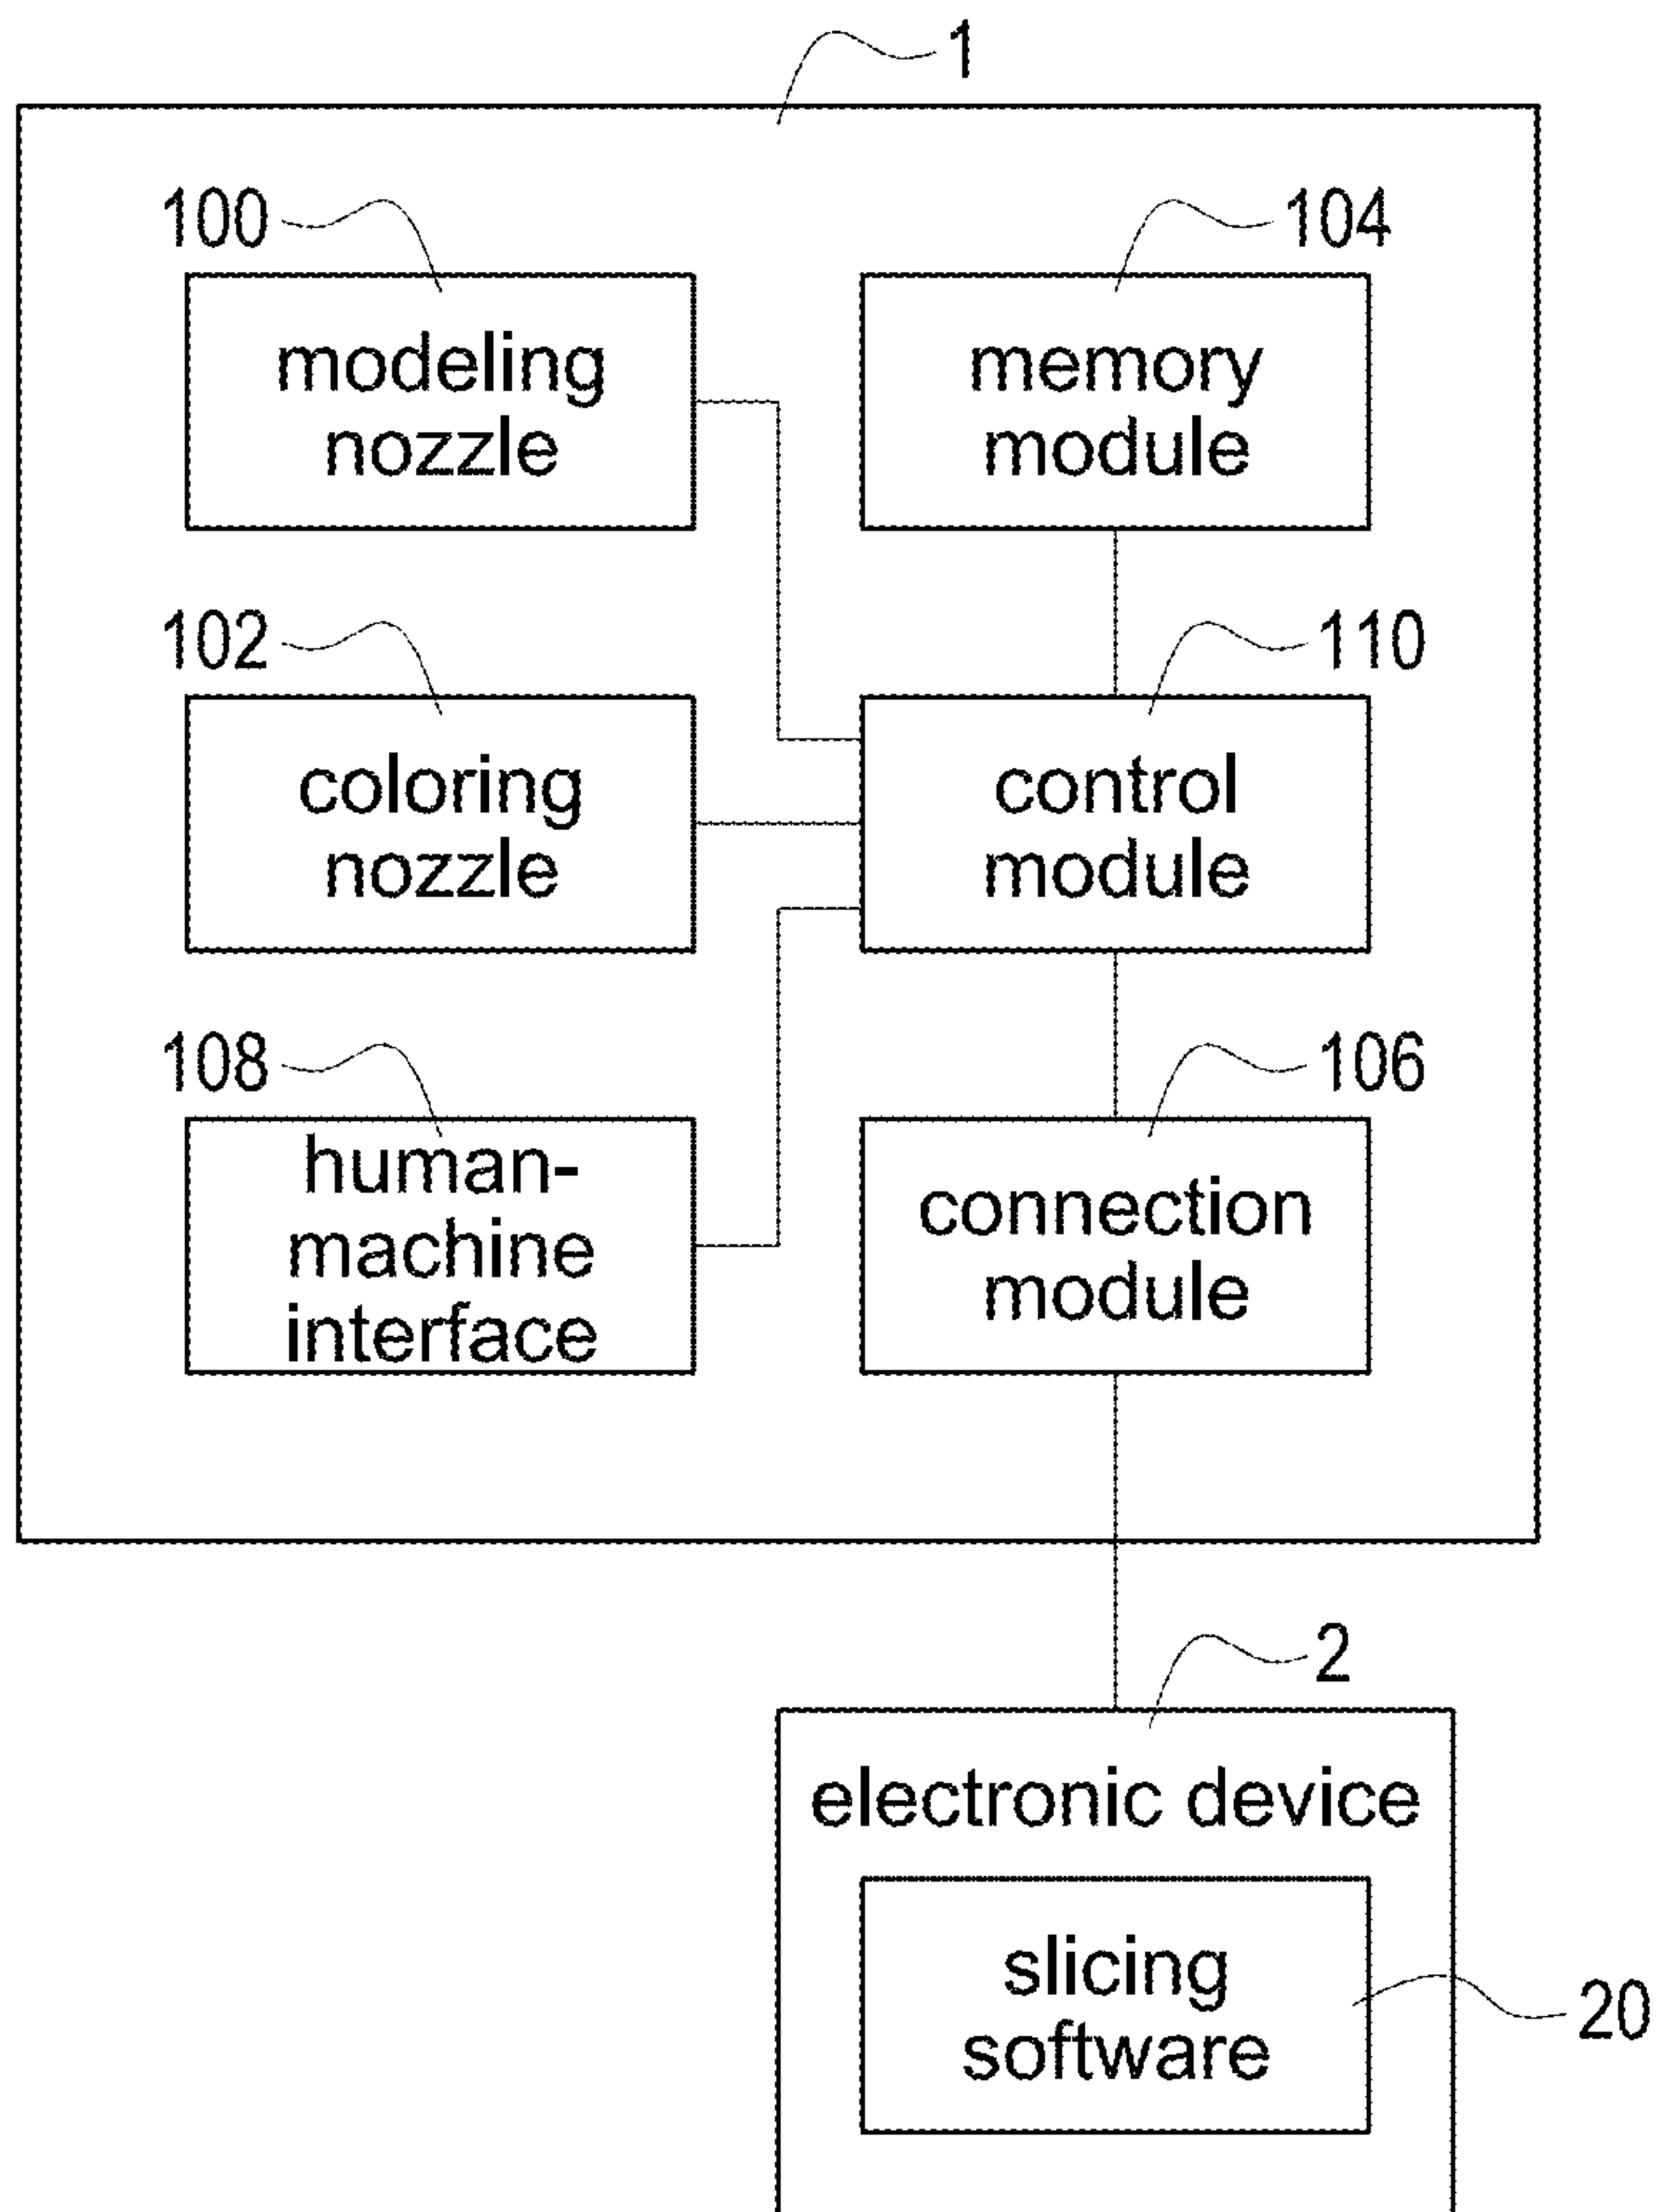 1
100
104
modeling
nozzle
memory
module
102
110
coloring
nozzle
control
module
108
106
human-
machine
interface
connection
module
2
electronic device
slicing
software
20